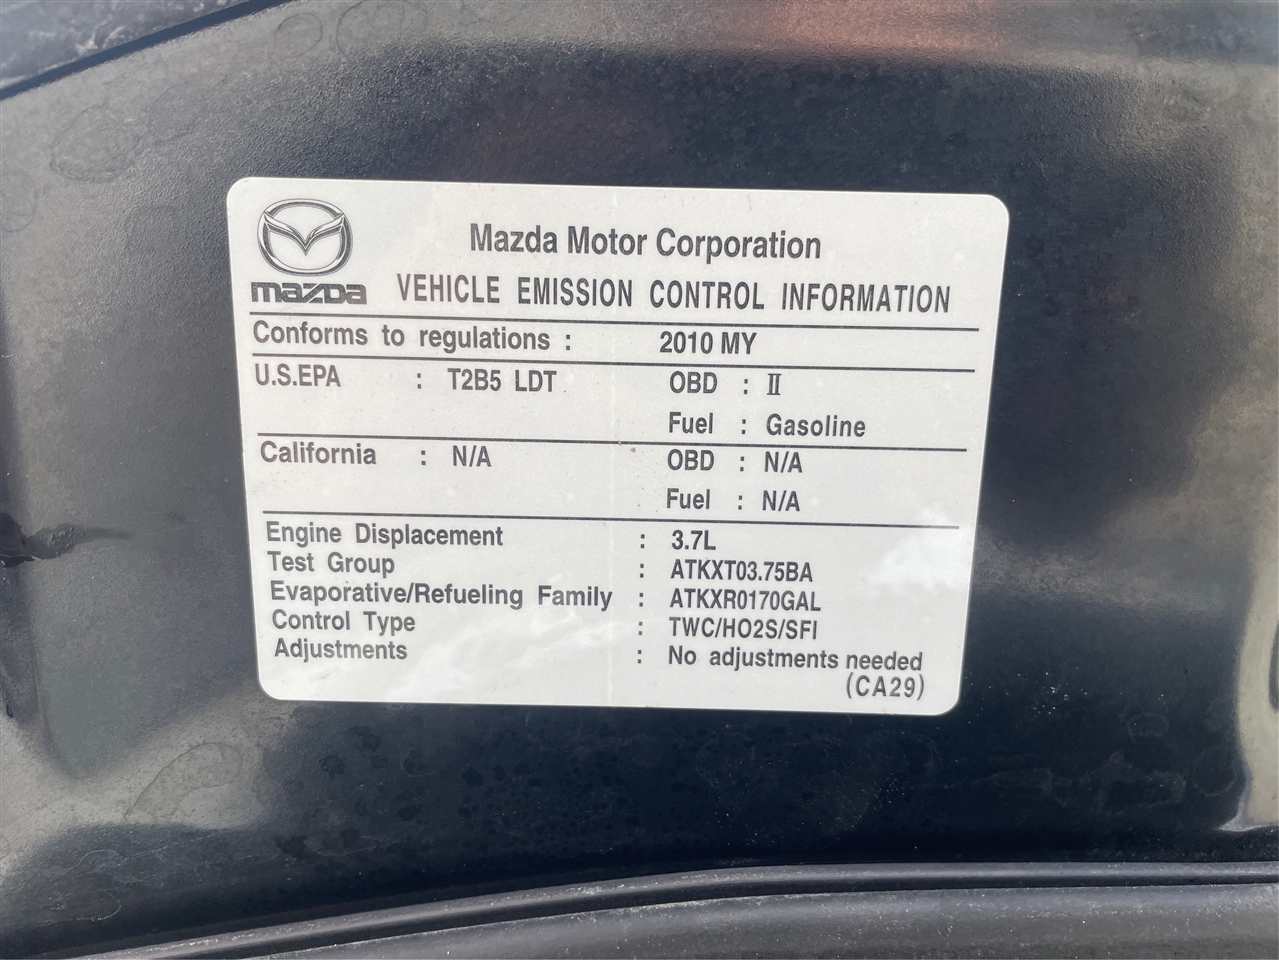 mazda
Mazda Motor Corporation
VEHICLE EMISSION CONTROL INFORMATION
Conforms to regulations : 2010 MY
U.S.EPA : T2B5 LDT OBD : II
Fuel : Gasoline
California : N/A OBD : N/A
Fuel : N/A
Engine Displacement : 3.7L
Test Group : ATKXT03.75BA
Evaporative/Refueling Family : ATKXR0170GAL
Control Type : TWC/HO2S/SFI
Adjustments : No adjustments needed
(CA29)